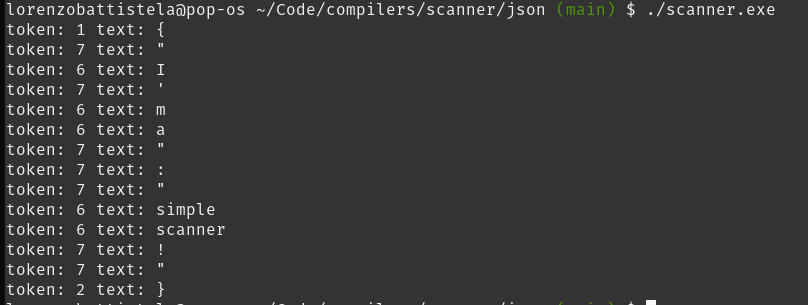 lorenzobattistela@pop-os ~/Code/compilers/scanner/json (main) $ ./scanner.exe
token: 1 text: {
token: 7 text: "
token: 6 text: I
token: 7 text: '
token: 6 text: m
token: 6 text: a
token: 7 text: "
token: 7 text: :
token: 7 text: "
token: 6 text: simple
token: 6 text: scanner
token: 7 text: !
token: 7 text: "
token: 2 text: }